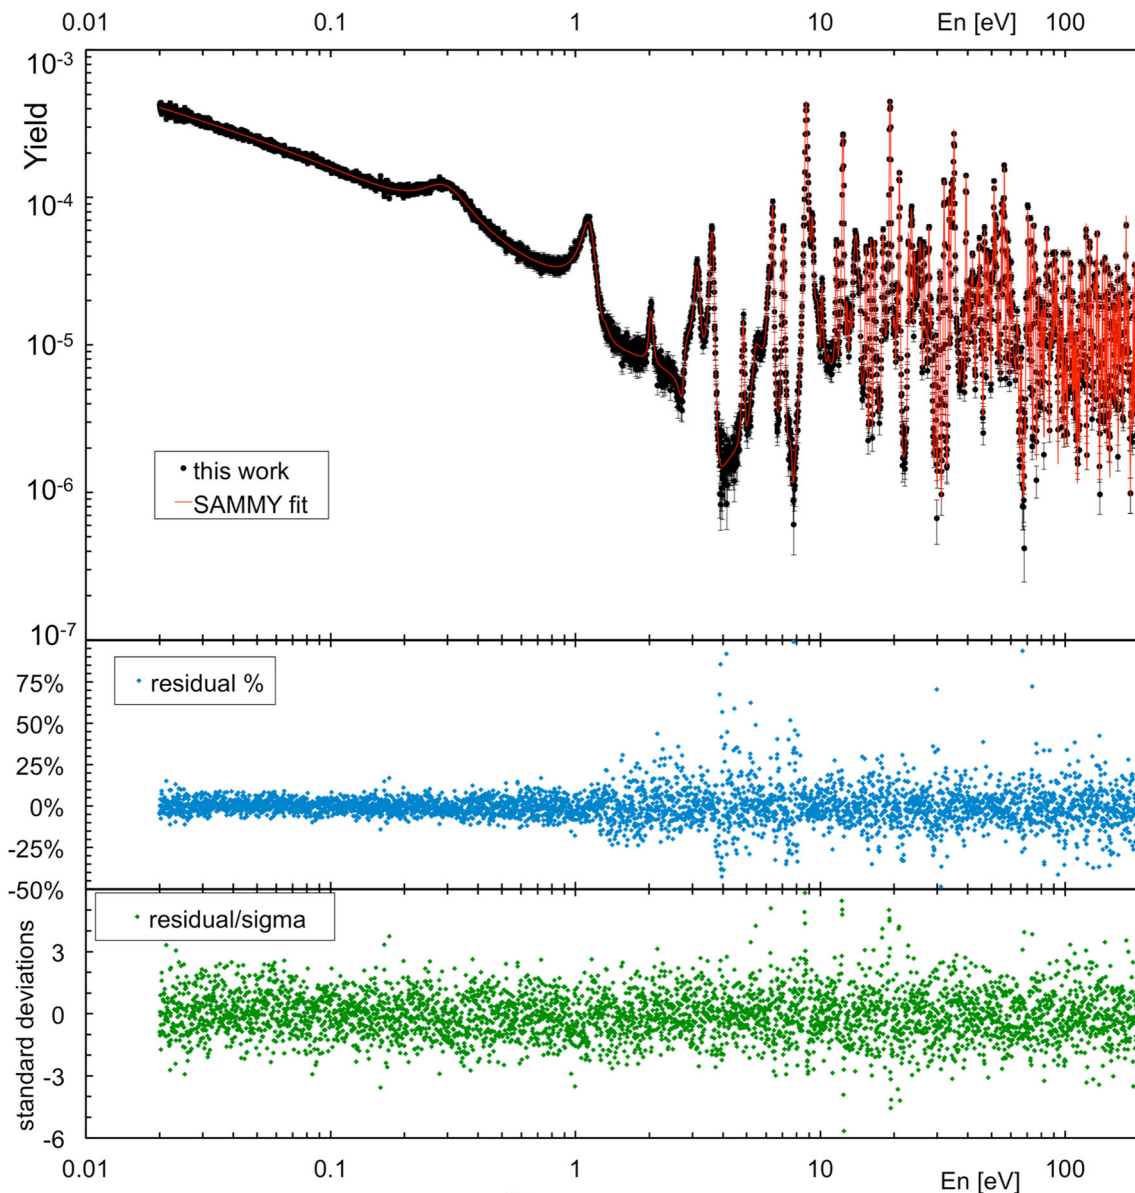 0.01 0.1 1 10 En [eV] 100
10-3
Yield
10-4
10-5
this work
SAMMY fit
10-6
10-7
residual %
75%
50%
25%
0%
-25%
-50%
residual/sigma
standard deviations
3
0
-3
-6
0.01 0.1 1 10 En [eV] 100